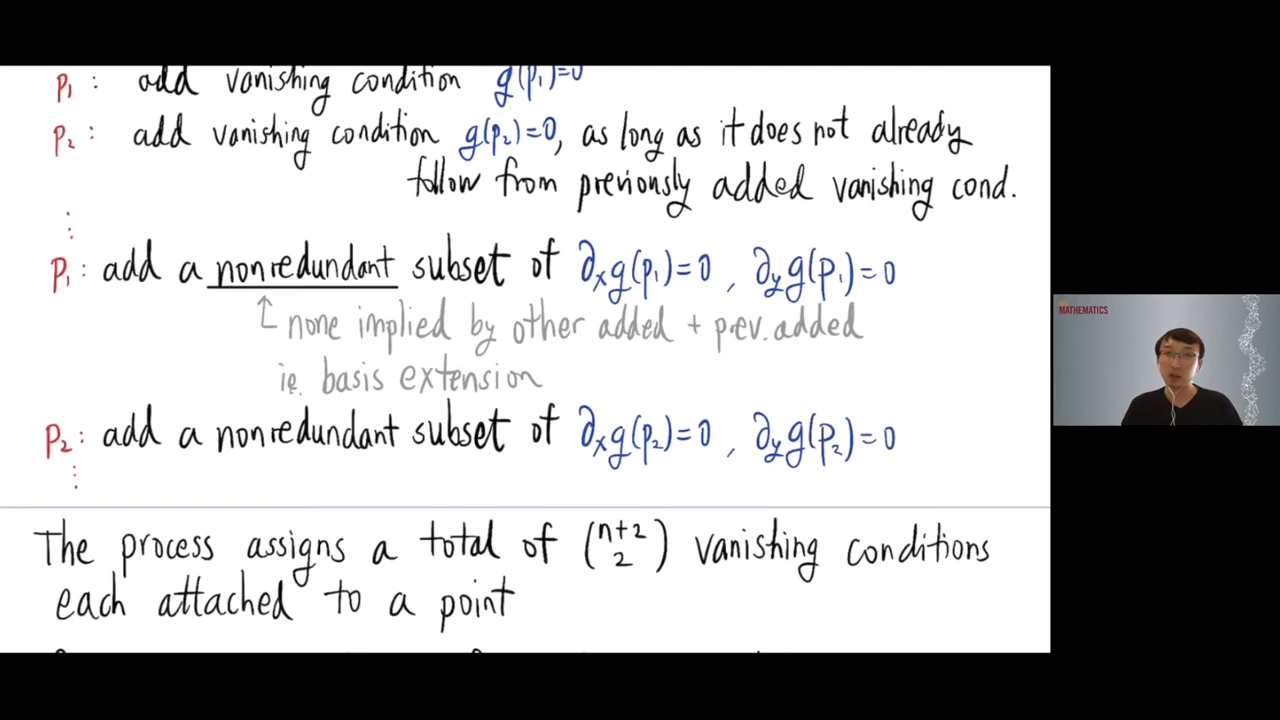 p₁ : add vanishing condition g(p₁)=0
p₂ : add vanishing condition g(p₂)=0, as long as it does not already
follow from previously added vanishing cond.
⋮
p₁ : add a nonredundant subset of ∂ₓg(p₁)=0 , ∂ᵧg(p₁)=0
↑ none implied by other added + prev. added
ie. basis extension
p₂ : add a nonredundant subset of ∂ₓg(p₂)=0 , ∂ᵧg(p₂)=0
⋮
The process assigns a total of (n+2 2) vanishing conditions
each attached to a point
MATHEMATICS